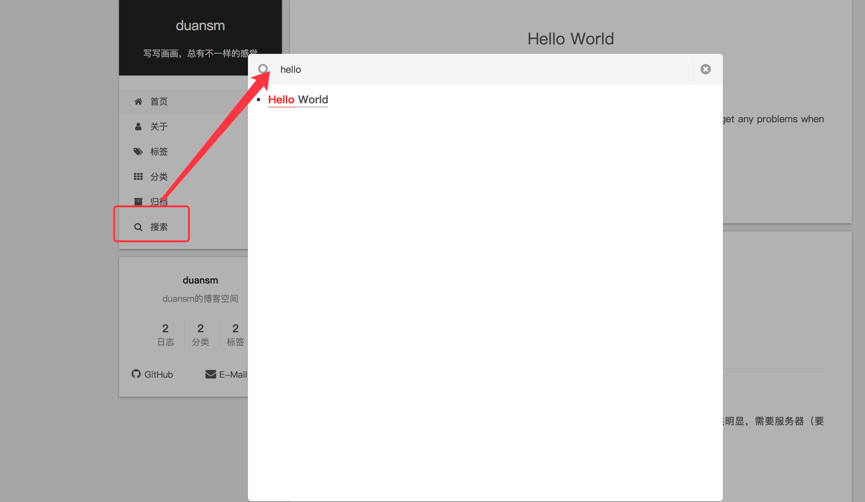 duansm
写写画画，总有不一样的感觉
首页
关于
标签
分类
归档
搜索
duansm
duansm的博客空间
2 2 2
日志 分类 标签
GitHub E-Mail
Hello World
hello
Hello World
get any problems when
明显，需要服务器（要